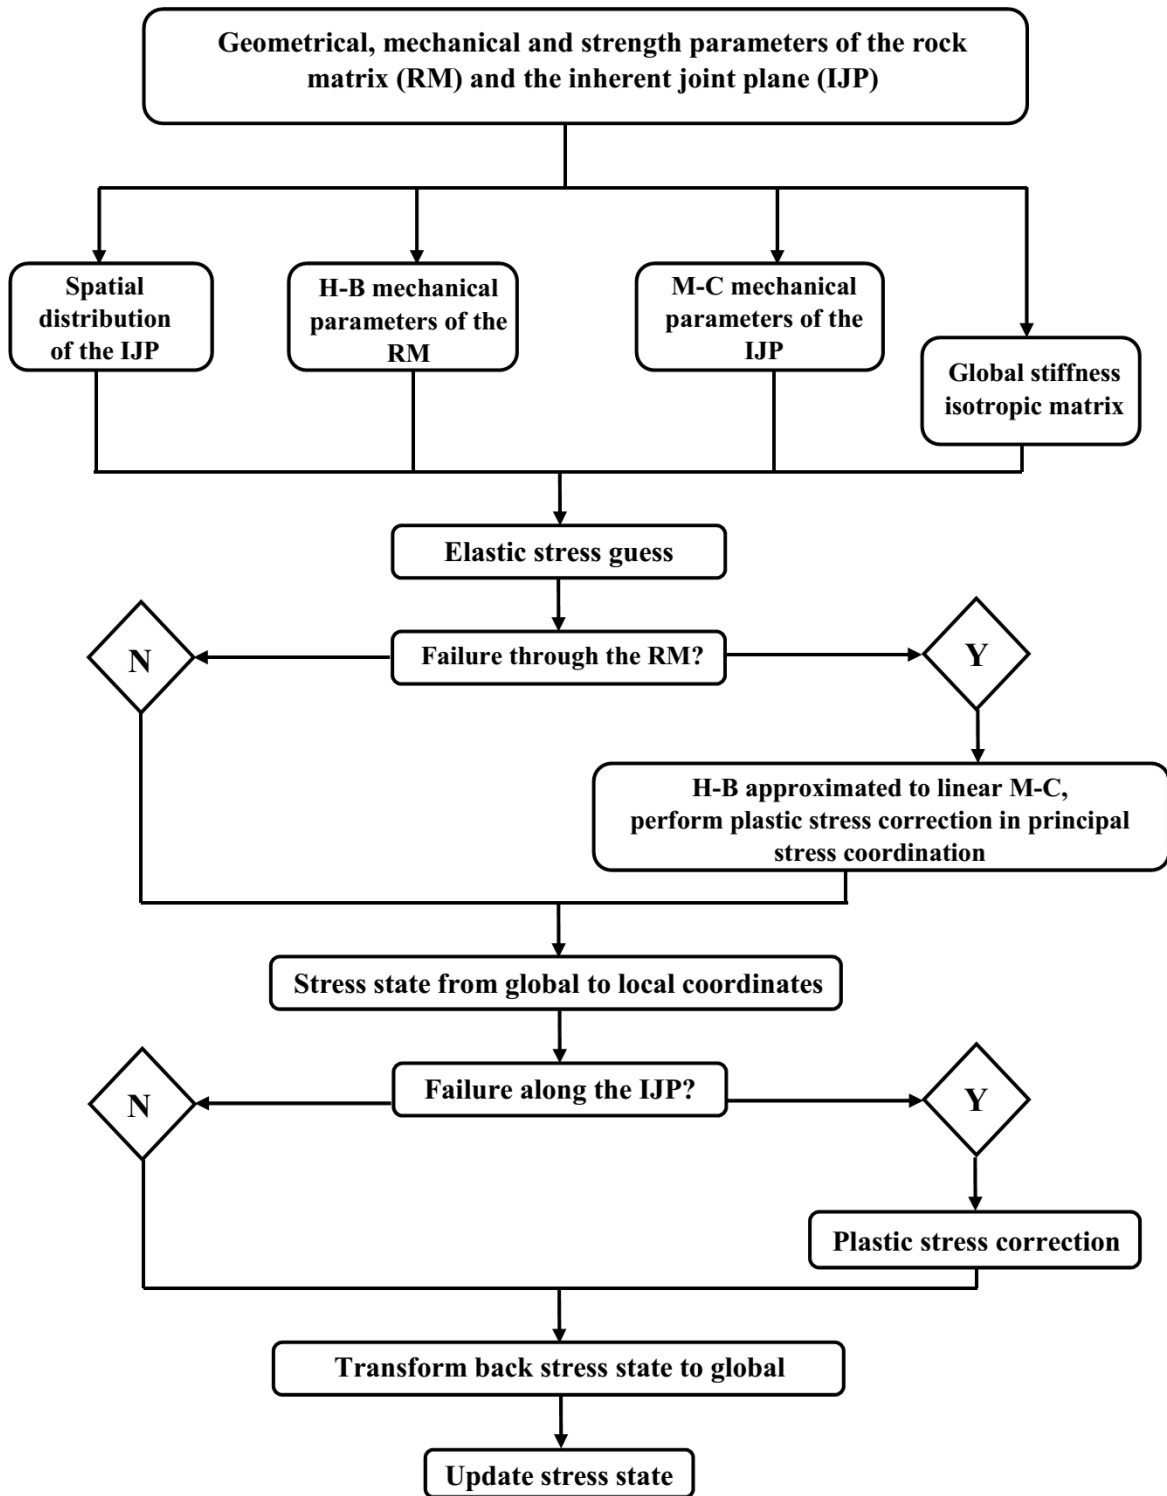 Geometrical, mechanical and strength parameters of the rock
matrix (RM) and the inherent joint plane (IJP)
Spatial
distribution
of the IJP
H-B mechanical
parameters of the
RM
M-C mechanical
parameters of the
IJP
Global stiffness
isotropic matrix
Elastic stress guess
N
Failure through the RM?
Y
H-B approximated to linear M-C,
perform plastic stress correction in principal
stress coordination
Stress state from global to local coordinates
N
Failure along the IJP?
Y
Plastic stress correction
Transform back stress state to global
Update stress state